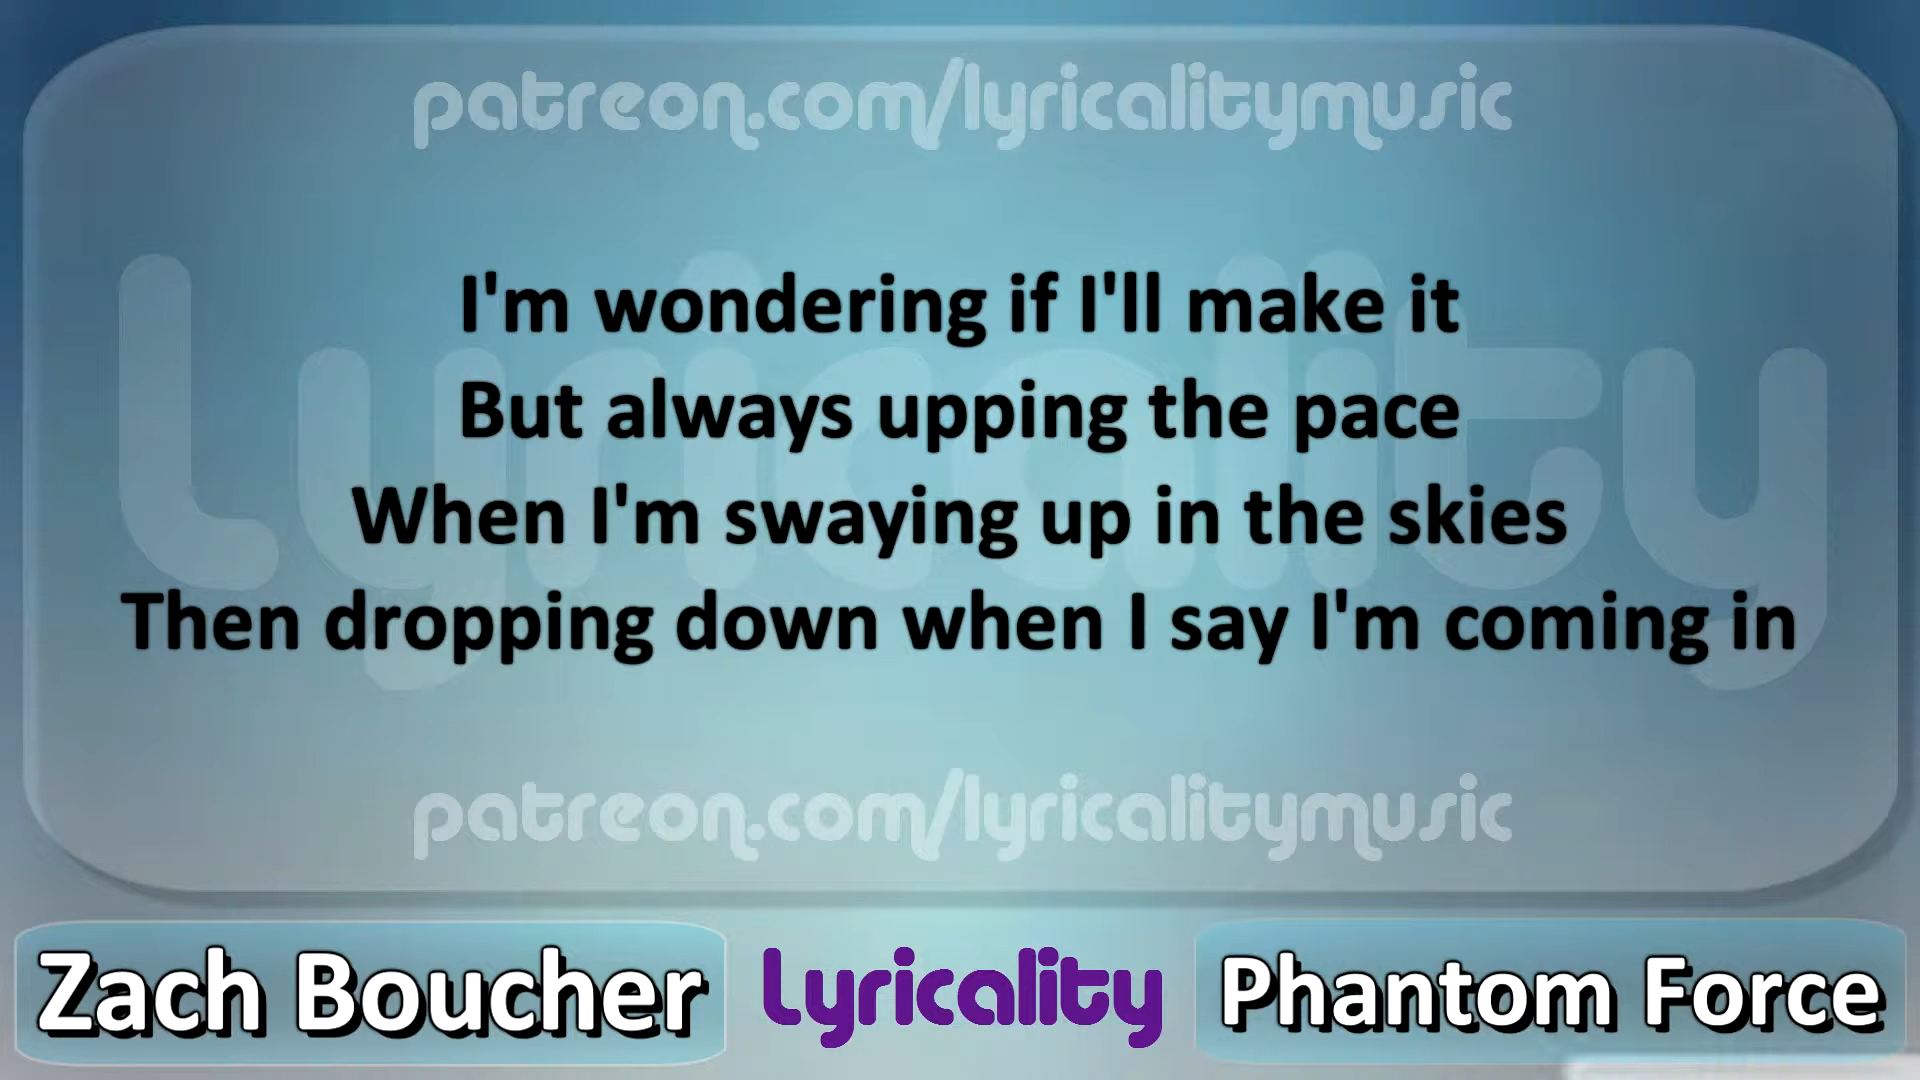 patreon.com/lyricalitymusic
Lyricality
I'm wondering if I'll make it
But always upping the pace
When I'm swaying up in the skies
Then dropping down when I say I'm coming in
patreon.com/lyricalitymusic
Zach Boucher
Lyricality
Phantom Force